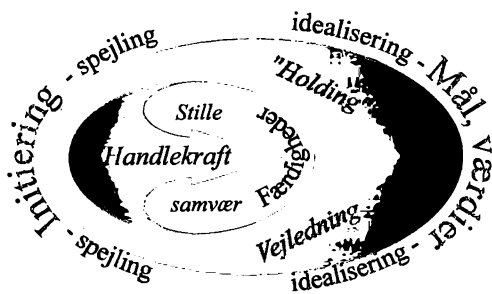 idealisering - Mål, værdier - idealisering
Initiering - spejling
- spejling
"Holding"
Stille
Færdigheder
Handlekraft
samvær
Vejledning